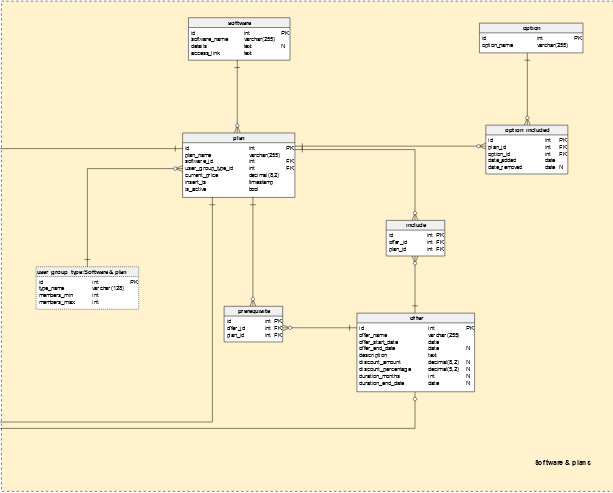 software
id int PK
software_name varchar(255)
details text N
access_link text
option
id int PK
option_name varchar(255)
plan
id int PK
plan_name varchar(255)
software_id int FK
user_group_type_id int FK
current_price decimal(8,2)
insert_ts timestamp
is_active bool
option_included
id int PK
plan_id int FK
option_id int FK
date_added date
date_removed date N
include
id int PK
offer_id int FK
plan_id int FK
user_group_type:Software & plan
id int PK
type_name varchar(128)
members_min int
members_max int
prerequisite
id int PK
offer_id int FK
plan_id int FK
offer
id int PK
offer_name varchar(255)
offer_start_date date
offer_end_date date N
description text
discount_amount decimal(8,2) N
discount_percentage decimal(5,2) N
duration_months int N
duration_end_date date N
Software & plans